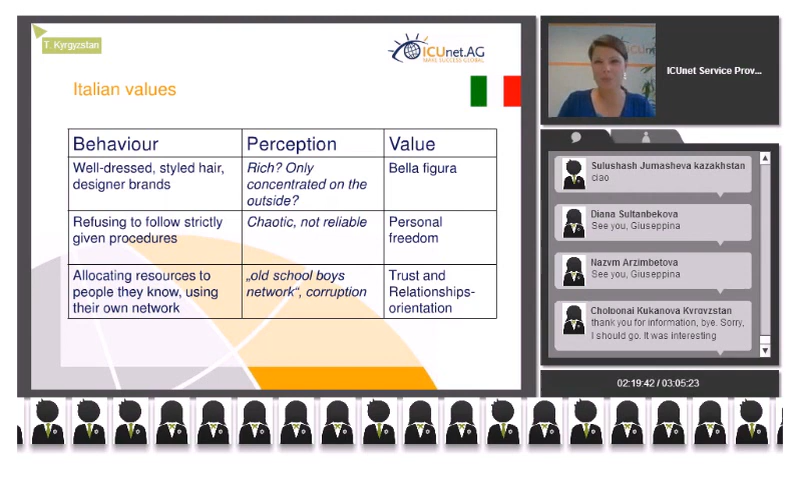 T. Kyrgyzstan
ICUnet.AG
MAKE SUCCESS GLOBAL.
Italian values
Behaviour
Perception
Value
Well-dressed, styled hair,
designer brands
Rich? Only
concentrated on the
outside?
Bella figura
Refusing to follow strictly
given procedures
Chaotic, not reliable
Personal
freedom
Allocating resources to
people they know, using
their own network
„old school boys
network“, corruption
Trust and
Relationships-
orientation
ICUnet Service Prov...
Sulushash Jumasheva kazakhstan
ciao
Diana Sultanbekova
See you, Giuseppina
Nazym Arzimbetova
See you, Giuseppina
Cholponai Kukanova Kyrgyzstan
thank you for information, bye. Sorry,
I should go. It was interesting
02:19:42 / 03:05:23